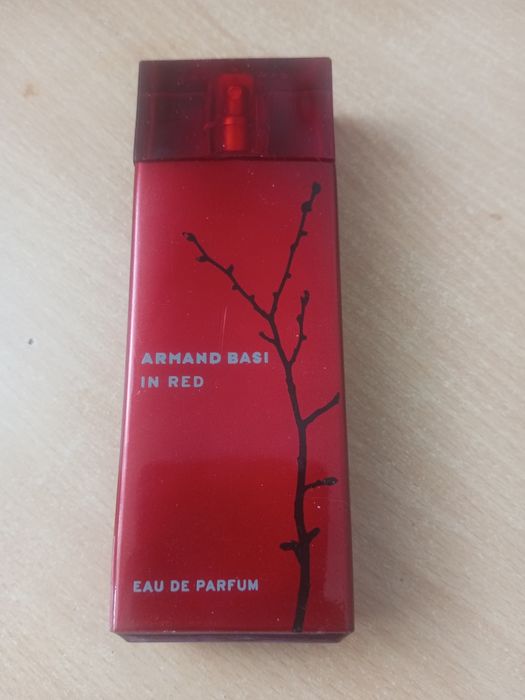 ARMAND BASI
IN RED
EAU DE PARFUM